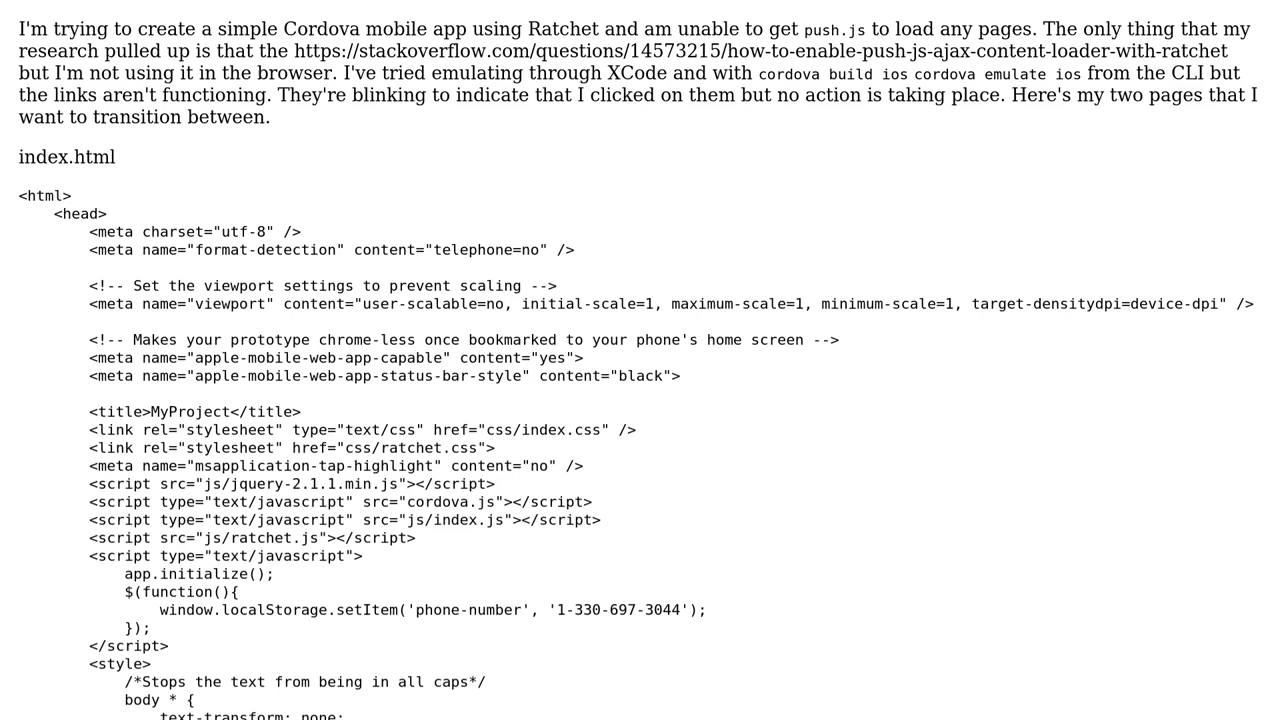 I'm trying to create a simple Cordova mobile app using Ratchet and am unable to get push.js to load any pages. The only thing that my
research pulled up is that the https://stackoverflow.com/questions/14573215/how-to-enable-push-js-ajax-content-loader-with-ratchet
but I'm not using it in the browser. I've tried emulating through XCode and with cordova build ios cordova emulate ios from the CLI but
the links aren't functioning. They're blinking to indicate that I clicked on them but no action is taking place. Here's my two pages that I
want to transition between.
index.html
<html>
<head>
<meta charset="utf-8" />
<meta name="format-detection" content="telephone=no" />
<!-- Set the viewport settings to prevent scaling -->
<meta name="viewport" content="user-scalable=no, initial-scale=1, maximum-scale=1, minimum-scale=1, target-densitydpi=device-dpi" />
<!-- Makes your prototype chrome-less once bookmarked to your phone's home screen -->
<meta name="apple-mobile-web-app-capable" content="yes">
<meta name="apple-mobile-web-app-status-bar-style" content="black">
<title>MyProject</title>
<link rel="stylesheet" type="text/css" href="css/index.css" />
<link rel="stylesheet" href="css/ratchet.css">
<meta name="msapplication-tap-highlight" content="no" />
<script src="js/jquery-2.1.1.min.js"></script>
<script type="text/javascript" src="cordova.js"></script>
<script type="text/javascript" src="js/index.js"></script>
<script src="js/ratchet.js"></script>
<script type="text/javascript">
app.initialize();
$(function(){
window.localStorage.setItem('phone-number', '1-330-697-3044');
});
</script>
<style>
/*Stops the text from being in all caps*/
body * {
text-transform: none;